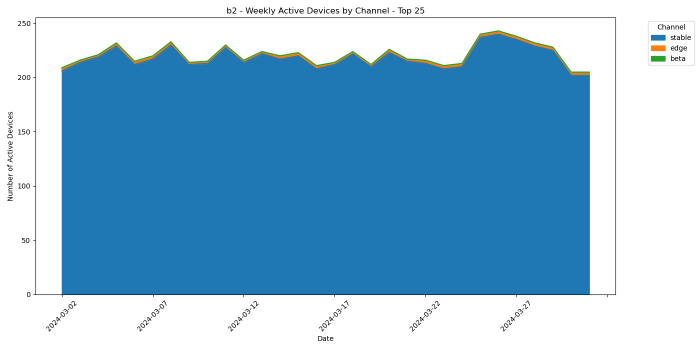 b2 - Weekly Active Devices by Channel - Top 25
Channel
stable
edge
beta
Number of Active Devices
250
200
150
100
50
0
2024-03-02
2024-03-07
2024-03-12
2024-03-17
2024-03-22
2024-03-27
Date